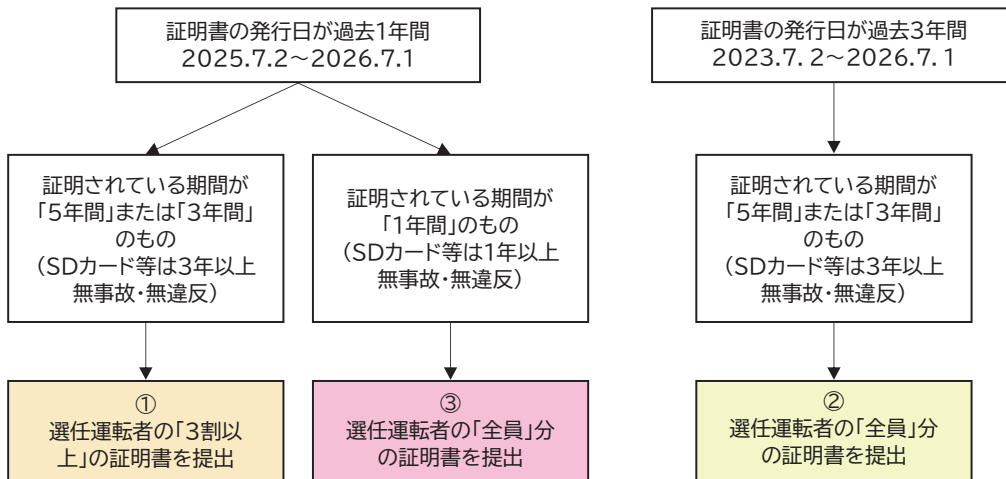 証明書の発行日が過去1年間
2025.7.2～2026.7.1
証明書の発行日が過去3年間
2023.7.2～2026.7.1
証明されている期間が
「5年間」または「3年間」
のもの
（SDカード等は3年以上
無事故・無違反）
証明されている期間が
「1年間」のもの
（SDカード等は1年以上
無事故・無違反）
証明されている期間が
「5年間」または「3年間」
のもの
（SDカード等は3年以上
無事故・無違反）
①
選任運転者の「3割以
上」の証明書を提出
③
選任運転者の「全員」分
の証明書を提出
②
選任運転者の「全員」分
の証明書を提出